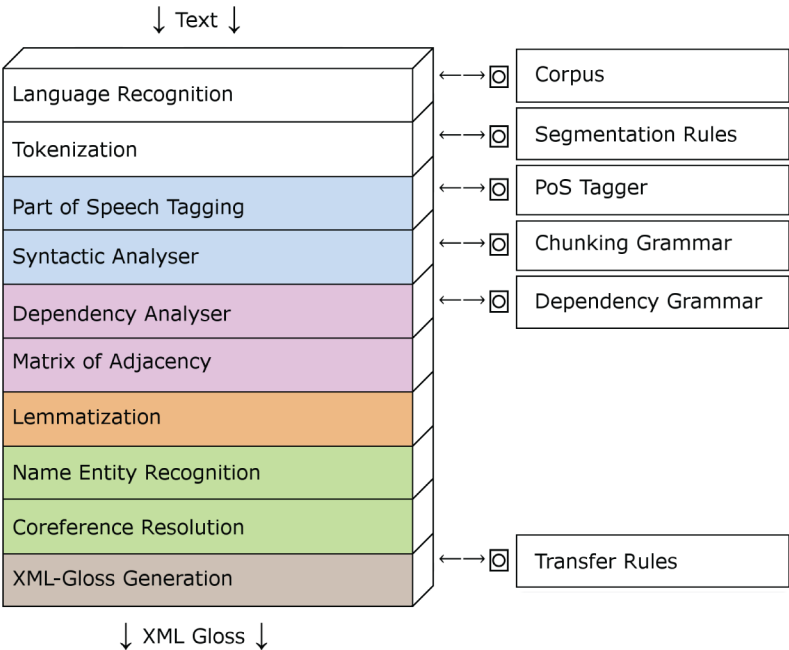 ↓ Text ↓
Language Recognition
Corpus
Tokenization
Segmentation Rules
Part of Speech Tagging
PoS Tagger
Syntactic Analyser
Chunking Grammar
Dependency Analyser
Dependency Grammar
Matrix of Adjacency
Lemmatization
Name Entity Recognition
Coreference Resolution
XML-Gloss Generation
Transfer Rules
↓ XML Gloss ↓